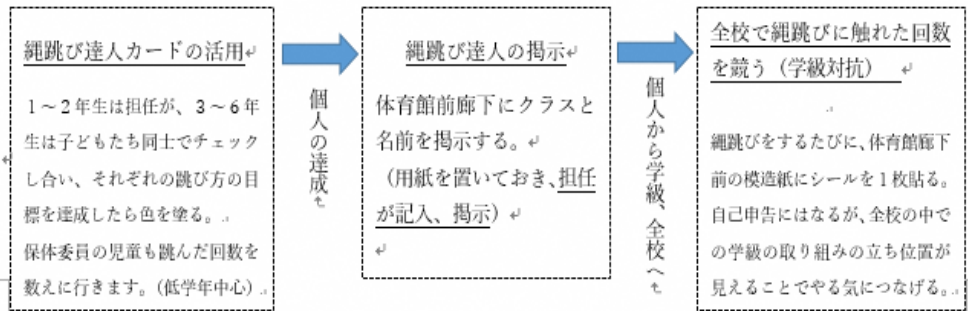 縄跳び達人カードの活用
１～２年生は担任が、３～６年
生は子どもたち同士でチェック
し合い、それぞれの跳び方の目
標を達成したら色を塗る。
保体委員の児童も跳んだ回数を
数えに行きます。（低学年中心）
個人の達成
縄跳び達人の掲示
体育館前廊下にクラスと
名前を掲示する。
（用紙を置いておき、担任
が記入、掲示）
個人から学級、全校へ
全校で縄跳びに触れた回数
を競う（学級対抗）
縄跳びをするたびに、体育館廊下
前の模造紙にシールを１枚貼る。
自己申告にはなるが、全校の中で
の学級の取り組みの立ち位置が
見えることでやる気につなげる。